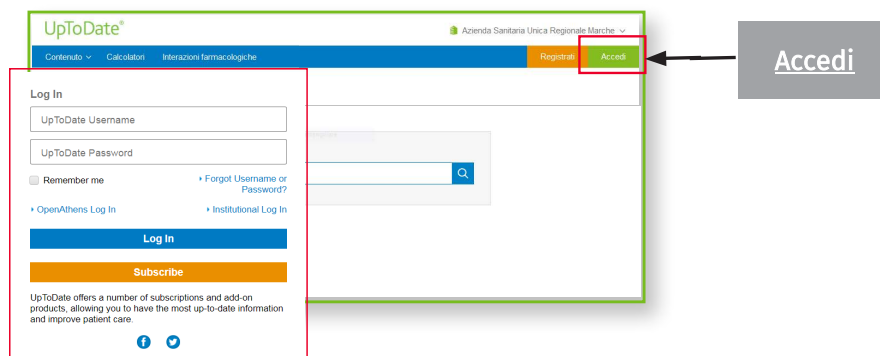 UpToDate®
Azienda Sanitaria Unica Regionale Marche
Contenuto
Calcolatori
Interazioni farmacologiche
Registrati
Accedi
Accedi
Log In
UpToDate Username
UpToDate Password
Remember me
Forgot Username or
Password?
OpenAthens Log In
Institutional Log In
Log In
Subscribe
UpToDate offers a number of subscriptions and add-on
products, allowing you to have the most up-to-date information
and improve patient care.